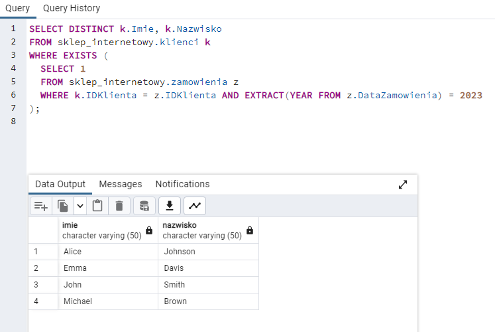 Query Query History
1 SELECT DISTINCT k.Imie, k.Nazwisko
2 FROM sklep_internetowy.klienci k
3 WHERE EXISTS (
4 SELECT 1
5 FROM sklep_internetowy.zamowienia z
6 WHERE k.IDKlienta = z.IDKlienta AND EXTRACT(YEAR FROM z.DataZamowienia) = 2023
7 );
8
Data Output Messages Notifications
imie nazwisko
character varying (50) character varying (50)
1 Alice Johnson
2 Emma Davis
3 John Smith
4 Michael Brown